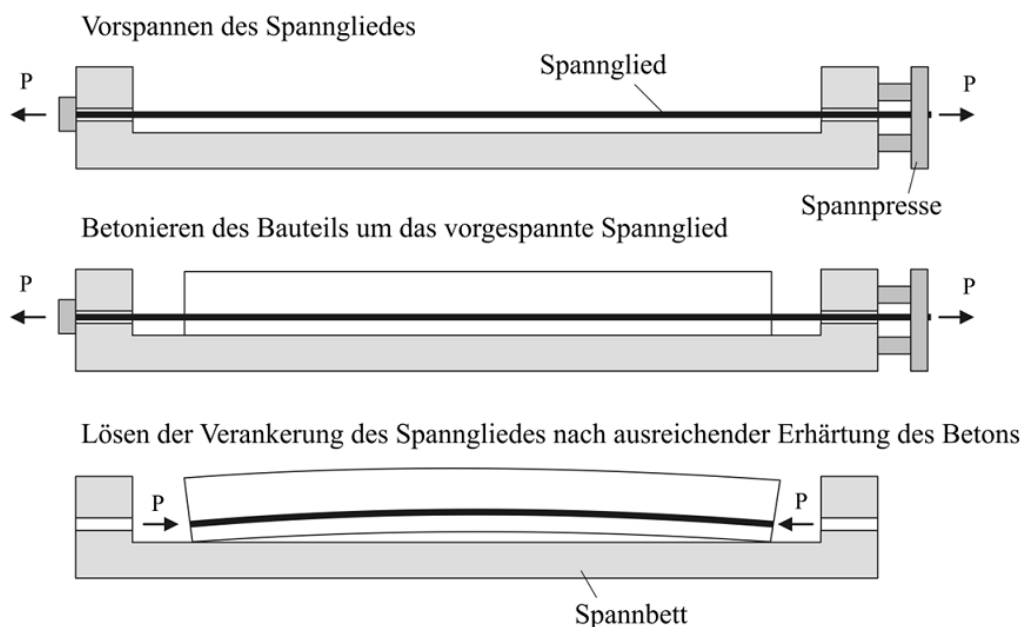 Vorspannen des Spanngliedes
Spannglied
P
P
Spannpresse
Betonieren des Bauteils um das vorgespannte Spannglied
P
P
Lösen der Verankerung des Spanngliedes nach ausreichender Erhärtung des Betons
P
P
Spannbett